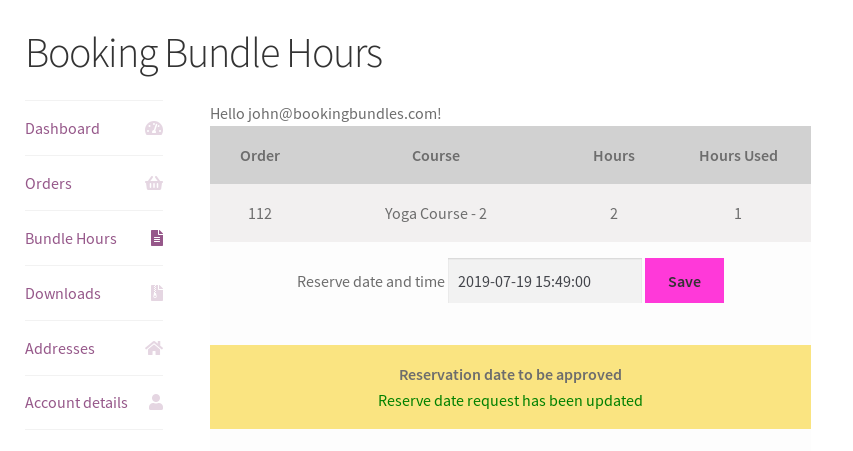 Booking Bundle Hours
Dashboard
Orders
Bundle Hours
Downloads
Addresses
Account details
Hello john@bookingbundles.com!
Order Course Hours Hours Used
112 Yoga Course - 2 2 1
Reserve date and time 2019-07-19 15:49:00 Save
Reservation date to be approved
Reserve date request has been updated